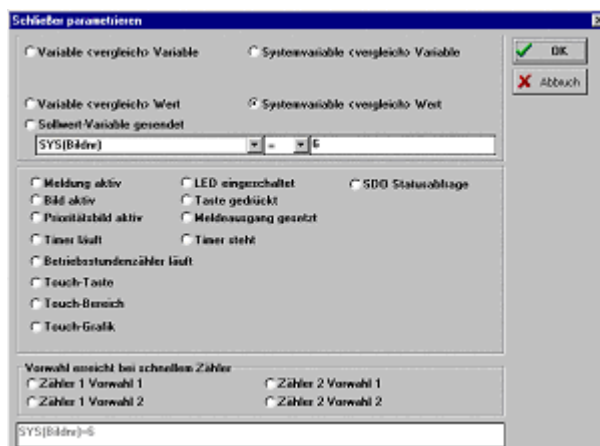 Schließer parametrieren
Variable <vergleich> Variable
Systemvariable <vergleich> Variable
OK
Abbruch
Variable <vergleich> Wert
Systemvariable <vergleich> Wert
Sollwert-Variable gesendet
SYS(Bildnr) = 6
Meldung aktiv
LED eingeschaltet
SDO Statusabfrage
Bild aktiv
Taste gedrückt
Prioritätsbild aktiv
Meldeausgang gesetzt
Timer läuft
Timer steht
Betriebsstundenzähler läuft
Touch-Taste
Touch-Bereich
Touch-Grafik
Vorwahl erreicht bei schnellem Zähler
Zähler 1 Vorwahl 1
Zähler 2 Vorwahl 1
Zähler 1 Vorwahl 2
Zähler 2 Vorwahl 2
SYS(Bildnr)=6